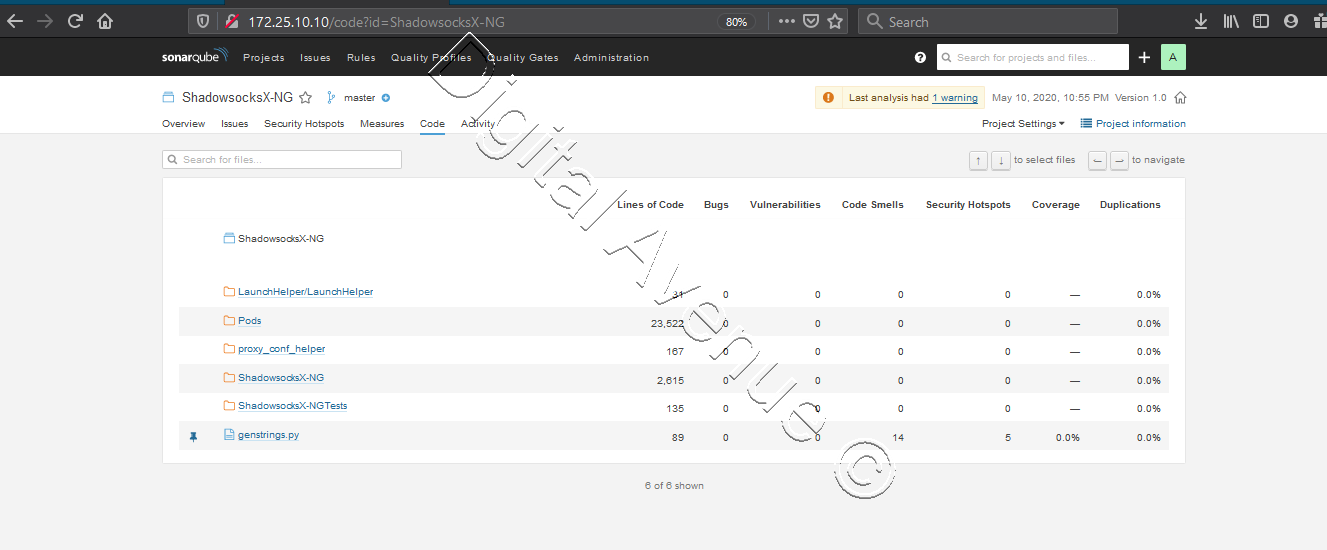 172.25.10.10/code?id=ShadowsocksX-NG
80%
Search
sonarqube
Projects
Issues
Rules
Quality Profiles
Quality Gates
Administration
Search for projects and files...
A
ShadowsocksX-NG
master
Last analysis had 1 warning
May 10, 2020, 10:55 PM
Version 1.0
Overview
Issues
Security Hotspots
Measures
Code
Activity
Project Settings
Project information
Search for files...
↑ ↓ to select files
← → to navigate
Lines of Code Bugs Vulnerabilities Code Smells Security Hotspots Coverage Duplications
ShadowsocksX-NG
LaunchHelper/LaunchHelper 31 0 0 0 0 — 0.0%
Pods 23,522 0 0 0 0 — 0.0%
proxy_conf_helper 167 0 0 0 0 — 0.0%
ShadowsocksX-NG 2,615 0 0 0 0 — 0.0%
ShadowsocksX-NGTests 135 0 0 0 0 — 0.0%
genstrings.py 89 0 0 14 5 0.0% 0.0%
6 of 6 shown
Digital Avenue ©